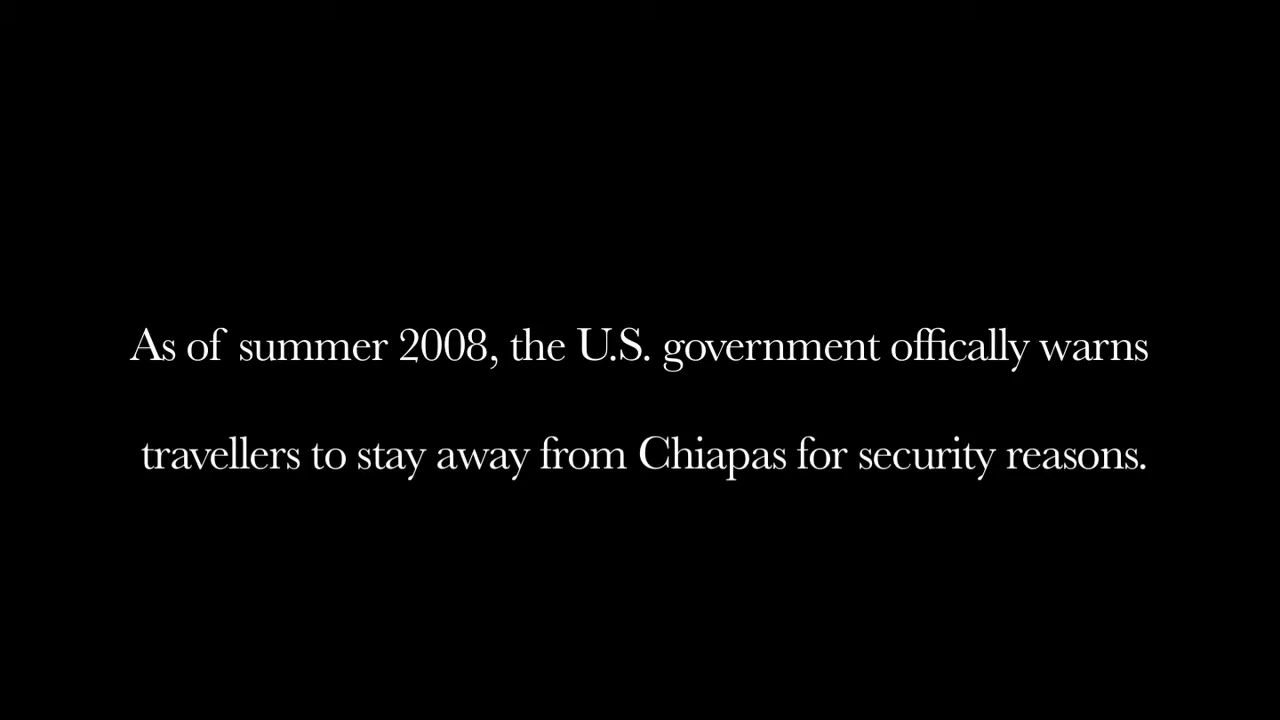 As of summer 2008, the U.S. government offically warns
travellers to stay away from Chiapas for security reasons.